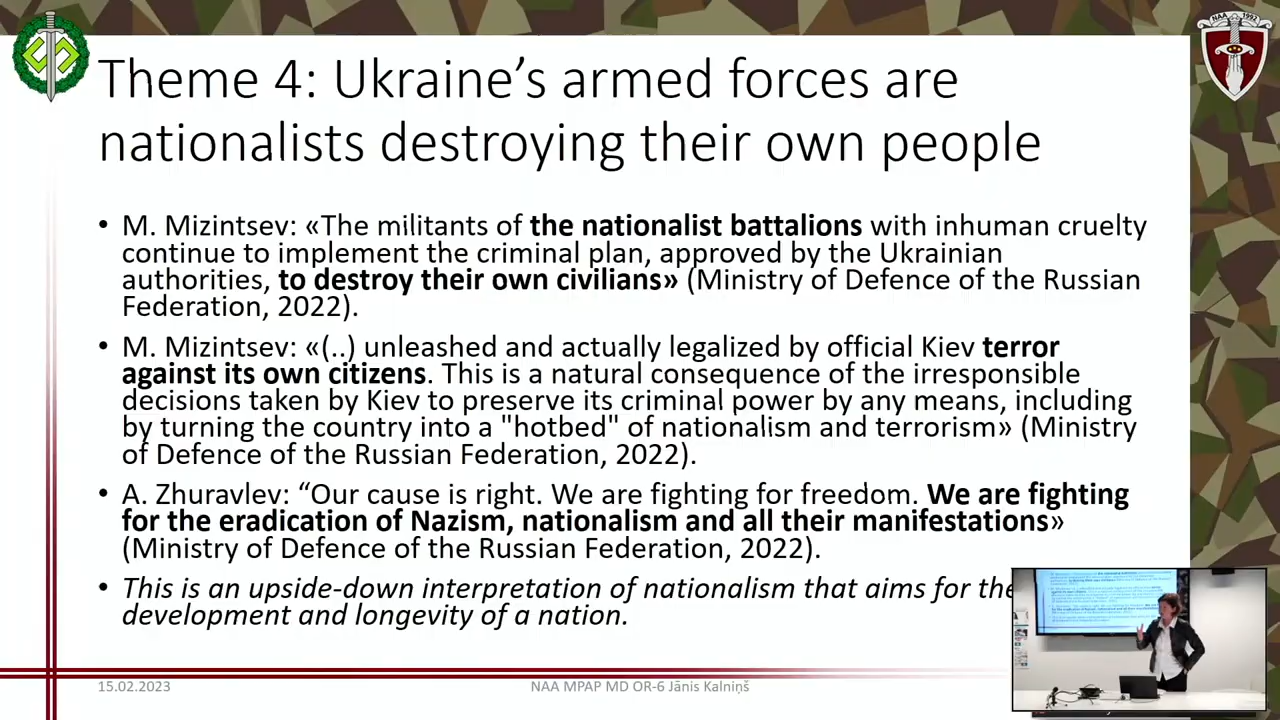 NAA 1992
Theme 4: Ukraine’s armed forces are
nationalists destroying their own people
• M. Mizintsev: «The militants of the nationalist battalions with inhuman cruelty
continue to implement the criminal plan, approved by the Ukrainian
authorities, to destroy their own civilians» (Ministry of Defence of the Russian
Federation, 2022).
• M. Mizintsev: «(..) unleashed and actually legalized by official Kiev terror
against its own citizens. This is a natural consequence of the irresponsible
decisions taken by Kiev to preserve its criminal power by any means, including
by turning the country into a "hotbed" of nationalism and terrorism» (Ministry
of Defence of the Russian Federation, 2022).
• A. Zhuravlev: “Our cause is right. We are fighting for freedom. We are fighting
for the eradication of Nazism, nationalism and all their manifestations»
(Ministry of Defence of the Russian Federation, 2022).
• This is an upside-down interpretation of nationalism that aims for the
development and longevity of a nation.
15.02.2023
NAA MPAP MD OR-6 Jānis Kalniņš